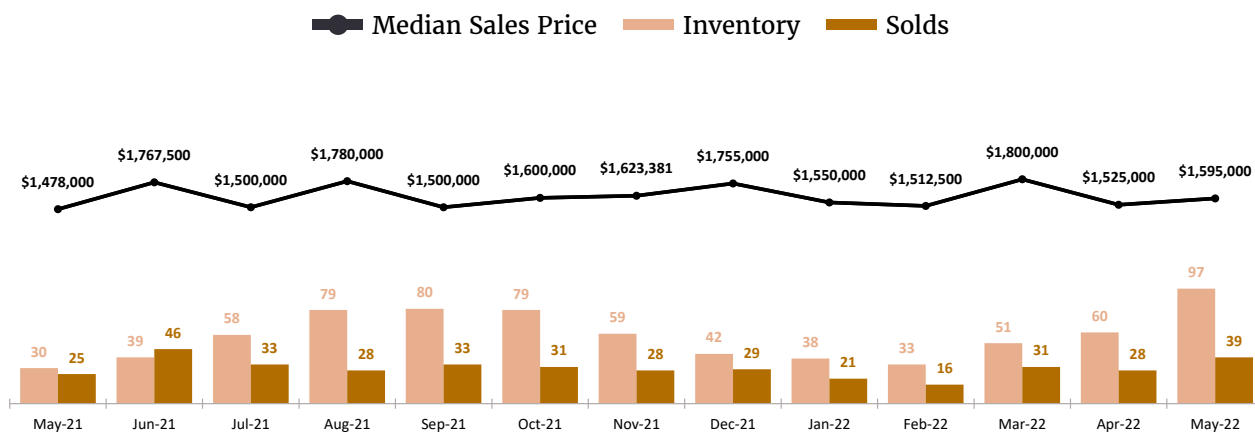 Median Sales Price Inventory Solds
$1,478,000 $1,767,500 $1,500,000 $1,780,000 $1,500,000 $1,600,000 $1,623,381 $1,755,000 $1,550,000 $1,512,500 $1,800,000 $1,525,000 $1,595,000
30 25 39 46 58 33 79 28 80 33 79 31 59 28 42 29 38 21 33 16 51 31 60 28 97 39
May-21 Jun-21 Jul-21 Aug-21 Sep-21 Oct-21 Nov-21 Dec-21 Jan-22 Feb-22 Mar-22 Apr-22 May-22